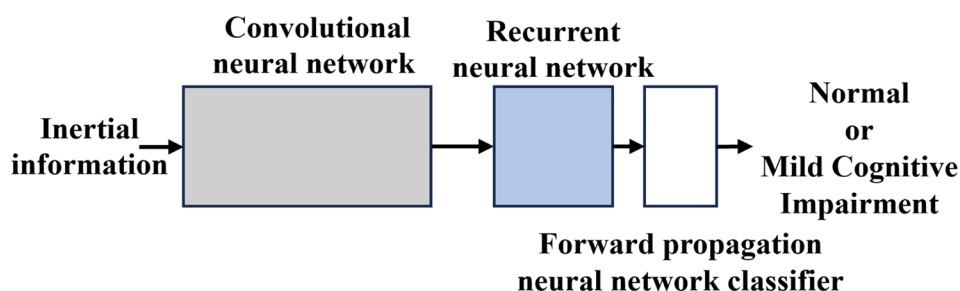 Convolutional
neural network
Recurrent
neural network
Inertial
information
Normal
or
Mild Cognitive
Impairment
Forward propagation
neural network classifier